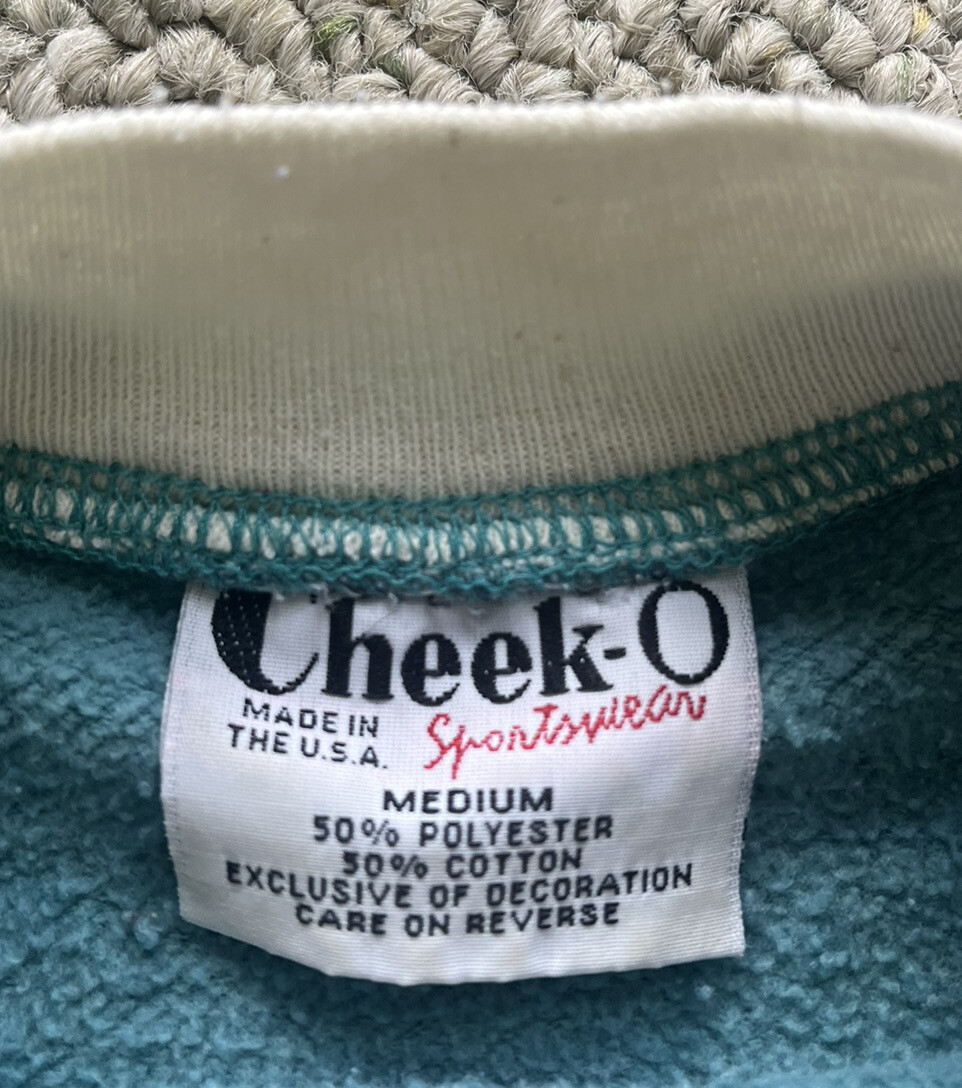 Cheek-O
MADE IN
THE U.S.A.
Sportswear
MEDIUM
50% POLYESTER
50% COTTON
EXCLUSIVE OF DECORATION
CARE ON REVERSE